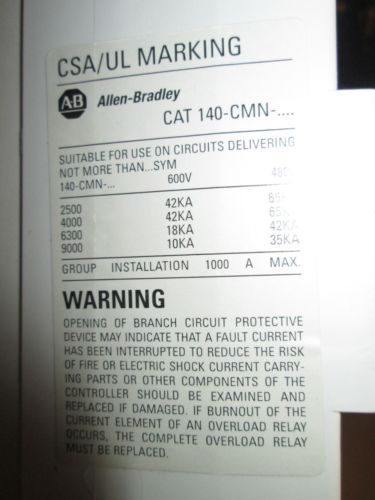 CSA/UL MARKING
A-B Allen-Bradley
CAT 140-CMN-....
SUITABLE FOR USE ON CIRCUITS DELIVERING
NOT MORE THAN...SYM
140-CMN-... 600V
2500 42KA
4000 42KA
6300 18KA 42KA
9000 10KA 35KA
GROUP INSTALLATION 1000 A MAX.
WARNING
OPENING OF BRANCH CIRCUIT PROTECTIVE
DEVICE MAY INDICATE THAT A FAULT CURRENT
HAS BEEN INTERRUPTED TO REDUCE THE RISK
OF FIRE OR ELECTRIC SHOCK CURRENT CARRY-
ING PARTS OR OTHER COMPONENTS OF THE
CONTROLLER SHOULD BE EXAMINED AND
REPLACED IF DAMAGED. IF BURNOUT OF THE
CURRENT ELEMENT OF AN OVERLOAD RELAY
OCCURS, THE COMPLETE OVERLOAD RELAY
MUST BE REPLACED.